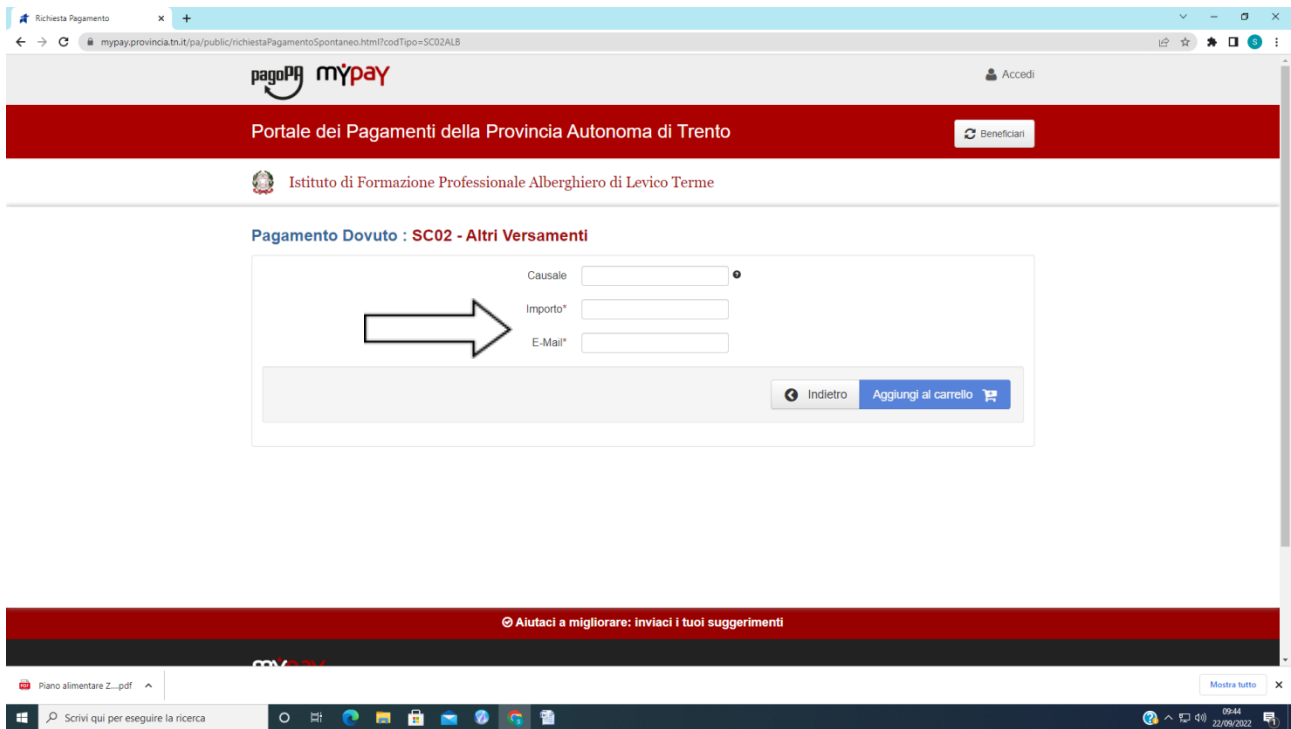 Richiesta Pagamento
mypay.provincia.tn.it/pa/public/richiestaPagamentoSpontaneo.html?codTipo=SC02ALB
S
pagoPA mypay
Accedi
Portale dei Pagamenti della Provincia Autonoma di Trento
Beneficiari
Istituto di Formazione Professionale Alberghiero di Levico Terme
Pagamento Dovuto : SC02 - Altri Versamenti
Causale
Importo*
E-Mail*
Indietro
Aggiungi al carrello
Aiutaci a migliorare: inviaci i tuoi suggerimenti
mypay
Piano alimentare Z....pdf
Mostra tutto
Scrivi qui per eseguire la ricerca
09:44
22/09/2022